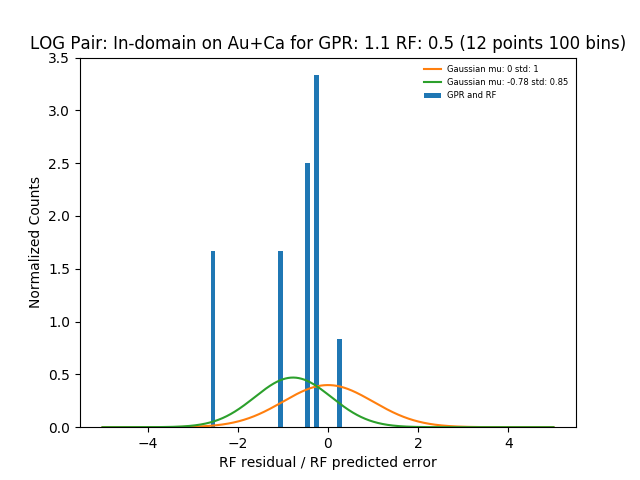 LOG Pair: In-domain on Au+Ca for GPR: 1.1 RF: 0.5 (12 points 100 bins)
Gaussian mu: 0 std: 1
Gaussian mu: -0.78 std: 0.85
GPR and RF
Normalized Counts
3.5
3.0
2.5
2.0
1.5
1.0
0.5
0.0
−4 −2 0 2 4
RF residual / RF predicted error